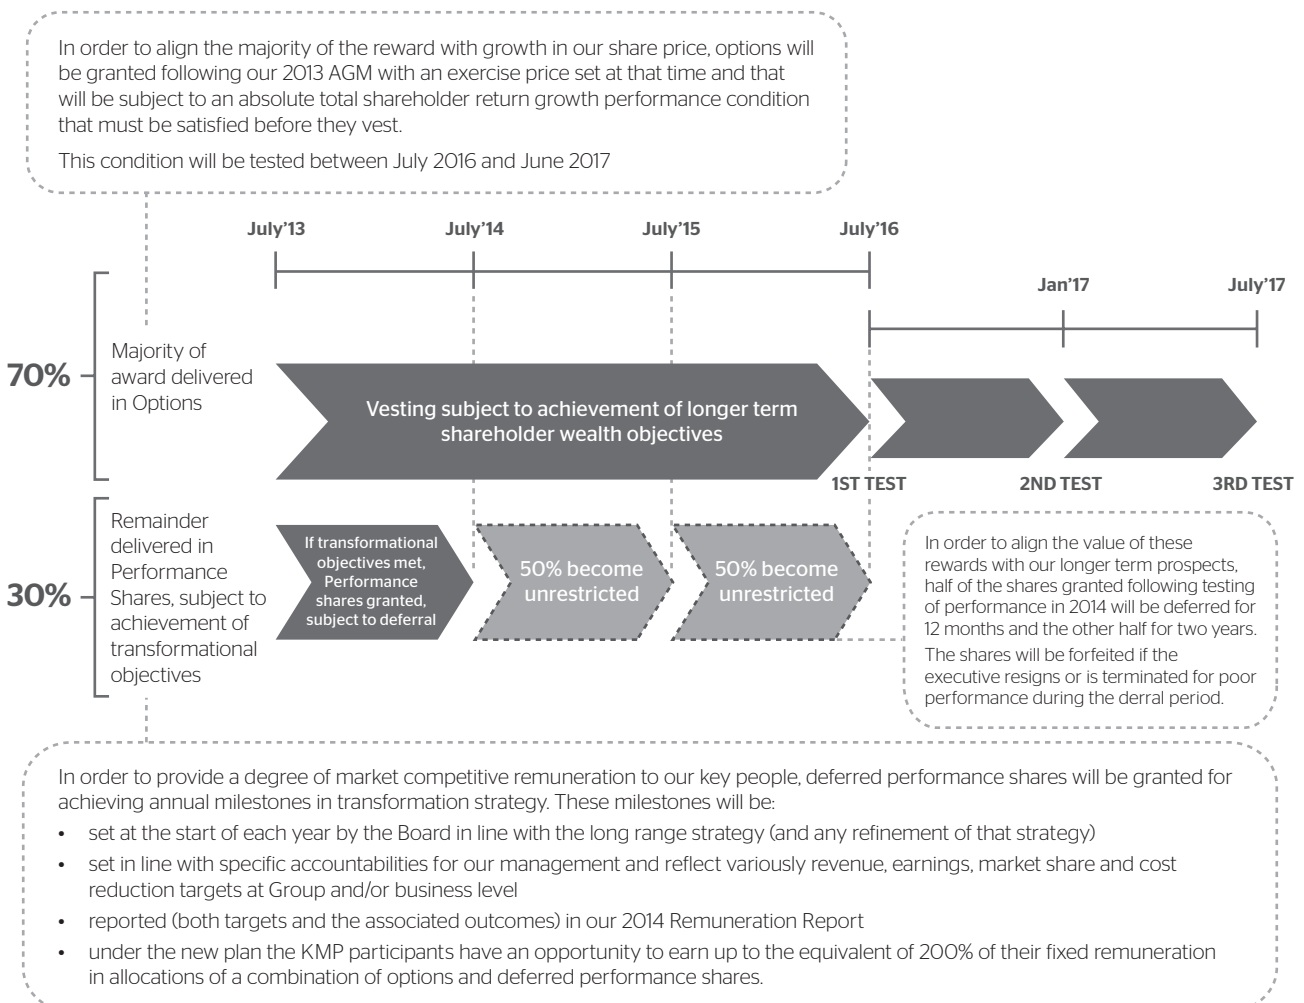 In order to align the majority of the reward with growth in our share price, options will
be granted following our 2013 AGM with an exercise price set at that time and that
will be subject to an absolute total shareholder return growth performance condition
that must be satisfied before they vest.
This condition will be tested between July 2016 and June 2017
July'13
July'14
July'15
July'16
Jan'17
July'17
70%
Majority of
award delivered
in Options
Vesting subject to achievement of longer term
shareholder wealth objectives
1ST TEST
2ND TEST
3RD TEST
30%
Remainder
delivered in
Performance
Shares, subject to
achievement of
transformational
objectives
If transformational
objectives met,
Performance
shares granted,
subject to deferral
50% become
unrestricted
50% become
unrestricted
In order to align the value of these
rewards with our longer term prospects,
half of the shares granted following testing
of performance in 2014 will be deferred for
12 months and the other half for two years.
The shares will be forfeited if the
executive resigns or is terminated for poor
performance during the derral period.
In order to provide a degree of market competitive remuneration to our key people, deferred performance shares will be granted for
achieving annual milestones in transformation strategy. These milestones will be:
• set at the start of each year by the Board in line with the long range strategy (and any refinement of that strategy)
• set in line with specific accountabilities for our management and reflect variously revenue, earnings, market share and cost
reduction targets at Group and/or business level
• reported (both targets and the associated outcomes) in our 2014 Remuneration Report
• under the new plan the KMP participants have an opportunity to earn up to the equivalent of 200% of their fixed remuneration
in allocations of a combination of options and deferred performance shares.